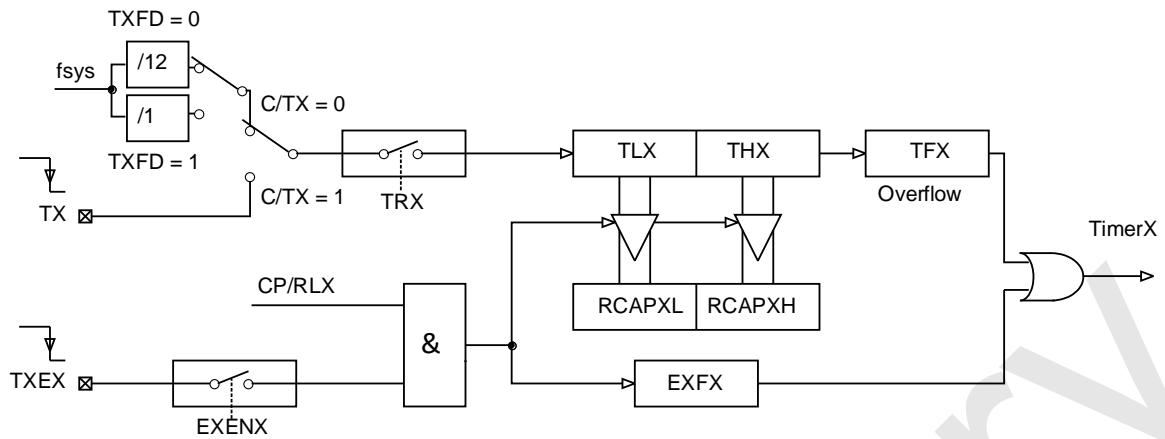 TXFD = 0
/12
fsys
C/TX = 0
/1
TLX
THX
TFX
TXFD = 1
C/TX = 1
TRX
Overflow
TX
TimerX
CP/RLX
RCAPXL
RCAPXH
&
TXEX
EXFX
EXENX